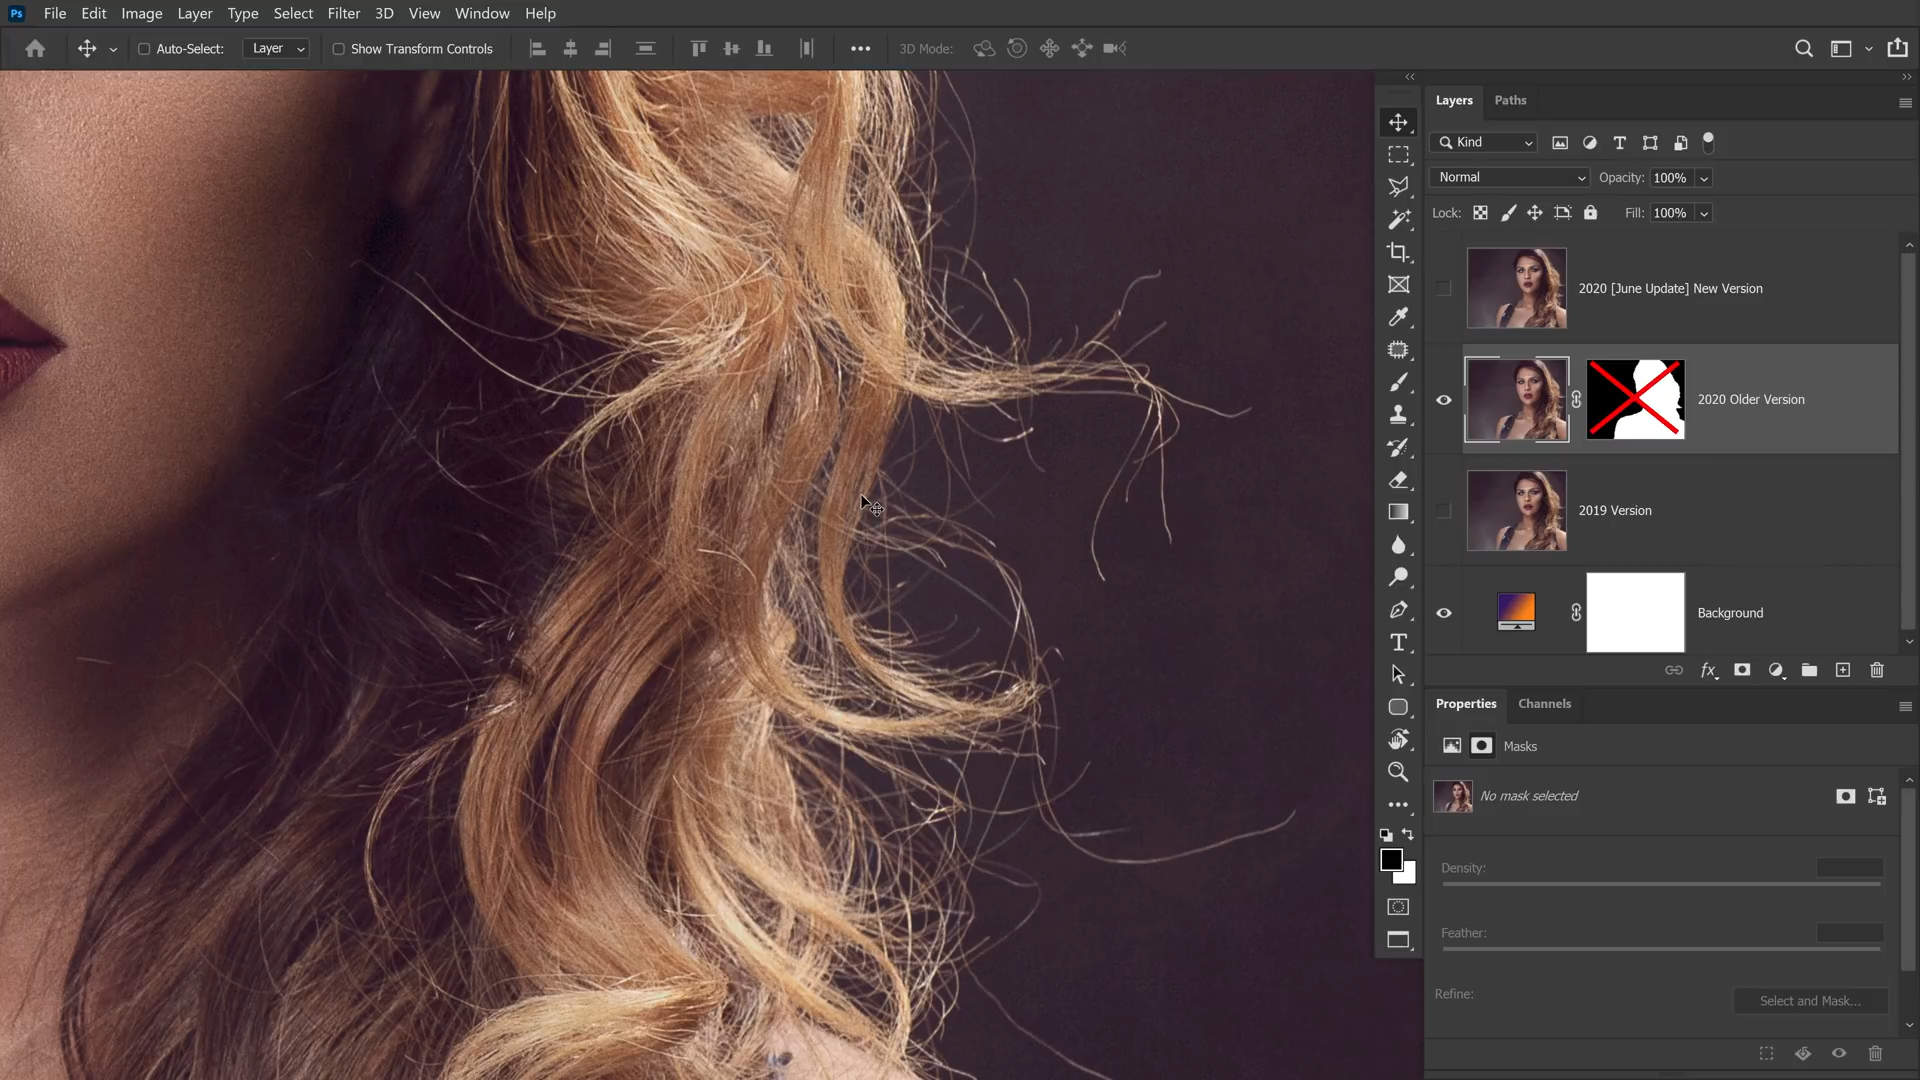 Ps File Edit Image Layer Type Select Filter 3D View Window Help
Auto-Select: Layer Show Transform Controls 3D Mode:
Layers Paths
Kind
Normal Opacity: 100%
Lock: Fill: 100%
2020 [June Update] New Version
2020 Older Version
2019 Version
Background
fx
Properties Channels
Masks
No mask selected
Density:
Feather:
Refine:
Select and Mask...